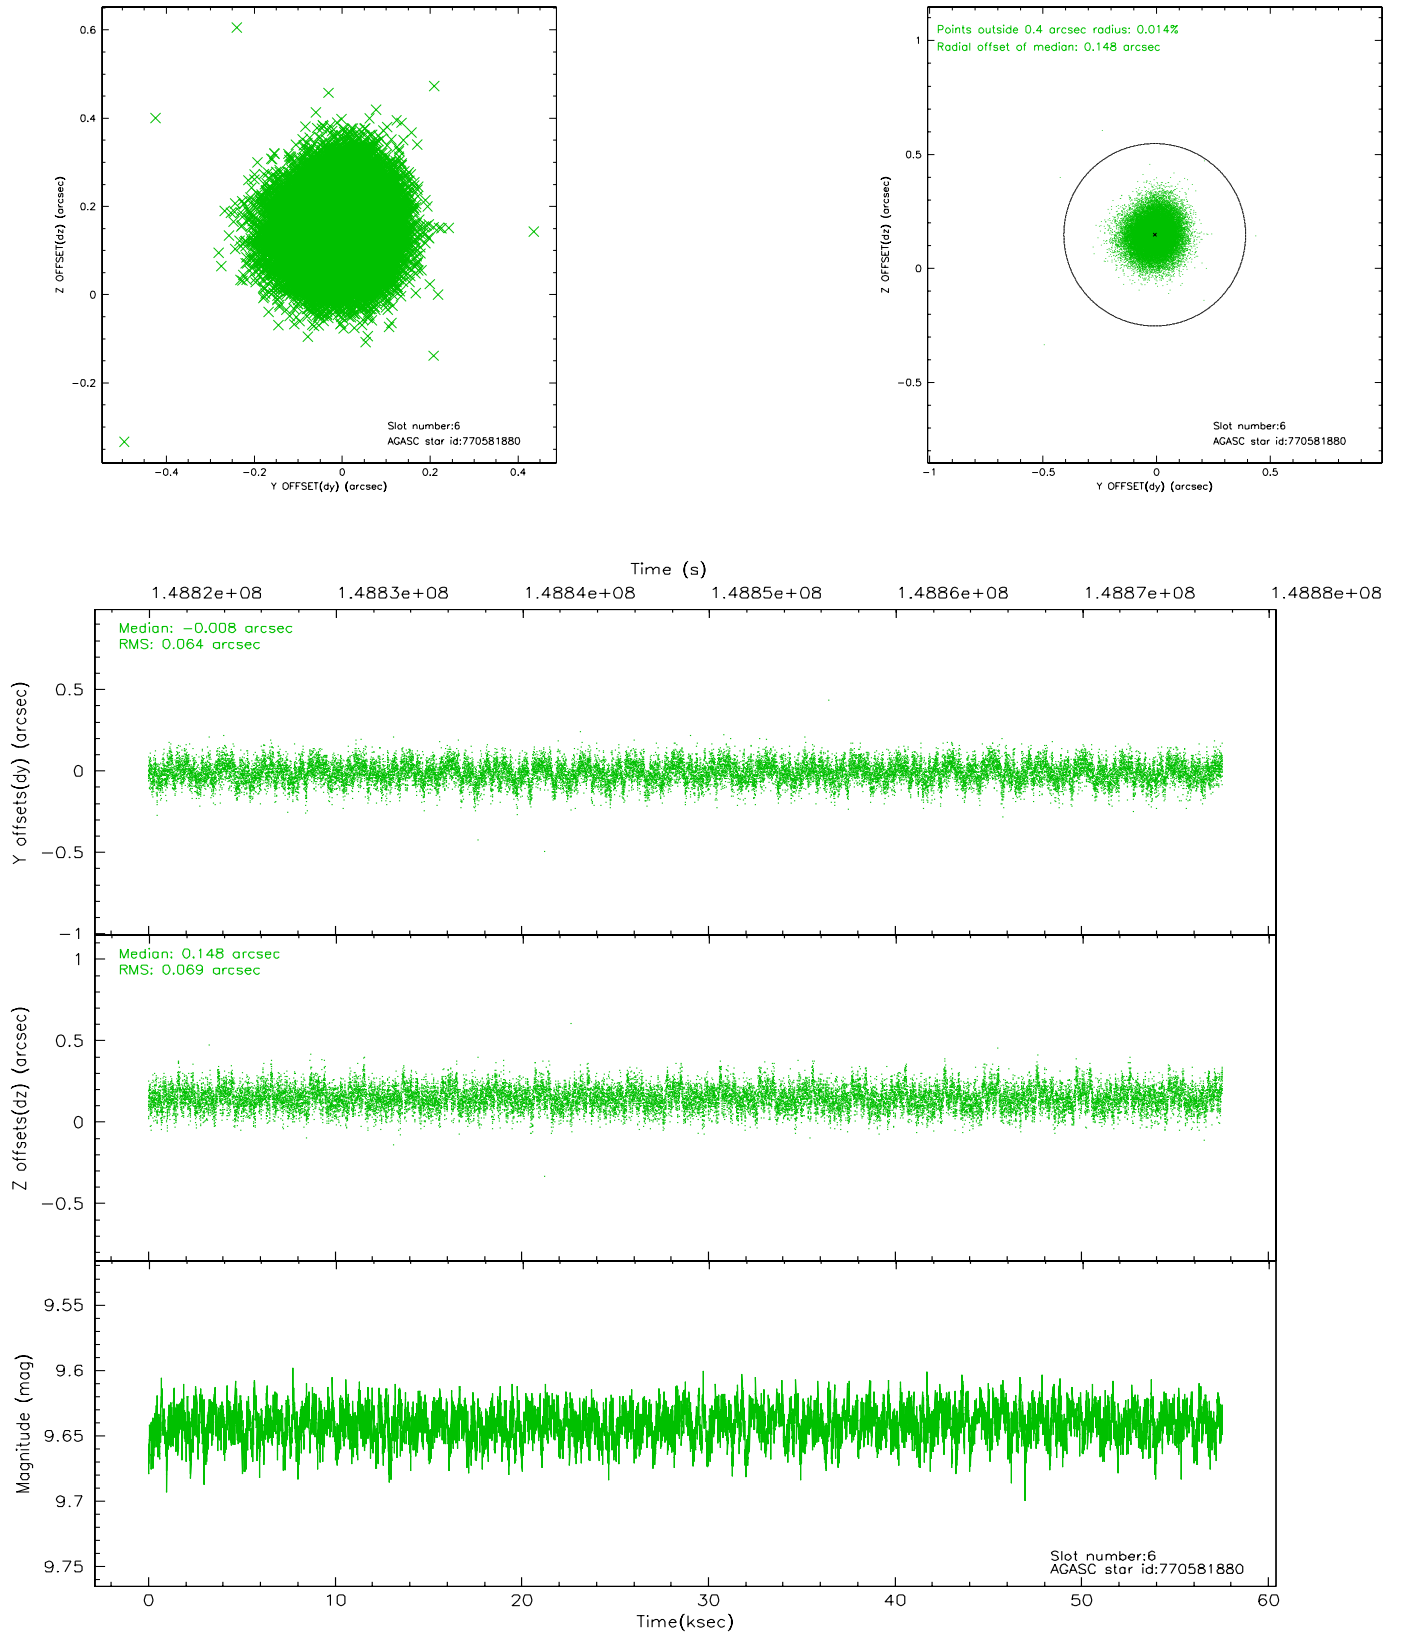 0.6
0.4
0.2
0
−0.2
Z OFFSET(dz) (arcsec)
−0.4
−0.2
0
0.2
0.4
Y OFFSET(dy) (arcsec)
Slot number:6
AGASC star id:770581880
Points outside 0.4 arcsec radius: 0.014%
Radial offset of median: 0.148 arcsec
1
0.5
0
−0.5
Z OFFSET(dz) (arcsec)
−1
−0.5
0
0.5
Y OFFSET(dy) (arcsec)
Slot number:6
AGASC star id:770581880
Time (s)
1.4882e+08
1.4883e+08
1.4884e+08
1.4885e+08
1.4886e+08
1.4887e+08
1.4888e+08
Median: −0.008 arcsec
RMS: 0.064 arcsec
0.5
0
−0.5
−1
Y offsets(dy) (arcsec)
Median: 0.148 arcsec
RMS: 0.069 arcsec
1
0.5
0
−0.5
Z offsets(dz) (arcsec)
9.55
9.6
9.65
9.7
9.75
Magnitude (mag)
Slot number:6
AGASC star id:770581880
0
10
20
30
40
50
60
Time(ksec)